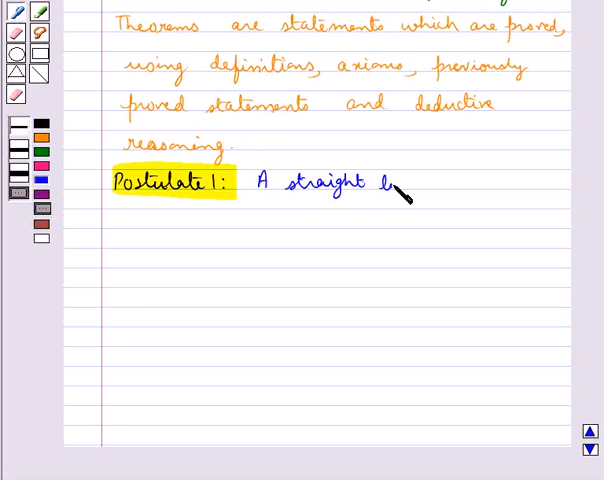 Theorems are statements which are proved,
using definitions, axioms, previously
proved statements and deductive
reasoning.
Postulate 1: A straight